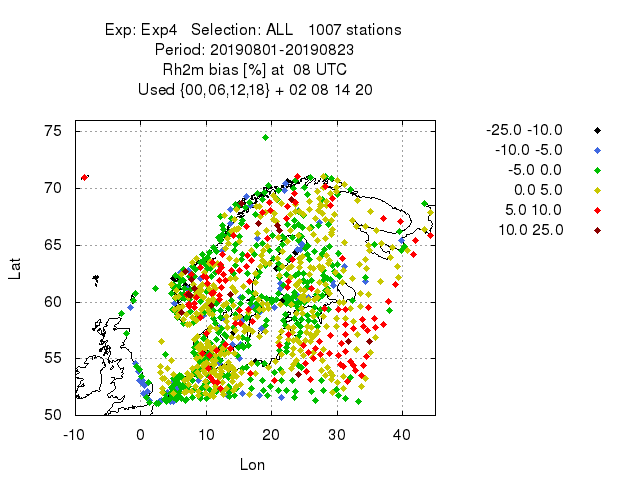 Exp: Exp4 Selection: ALL 1007 stations
Period: 20190801-20190823
Rh2m bias [%] at 08 UTC
Used {00,06,12,18} + 02 08 14 20
-25.0 -10.0
-10.0 -5.0
-5.0 0.0
0.0 5.0
5.0 10.0
10.0 25.0
75
70
65
60
55
50
Lat
-10 0 10 20 30 40
Lon